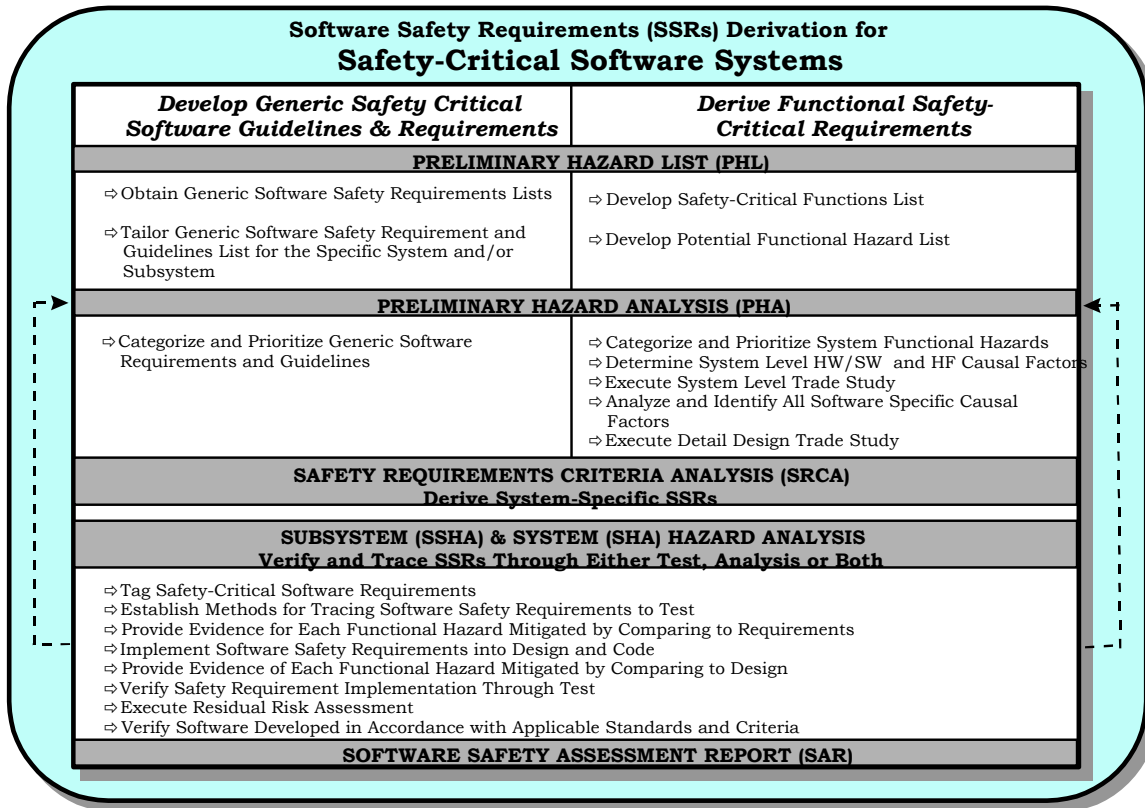 Software Safety Requirements (SSRs) Derivation for
Safety-Critical Software Systems
Develop Generic Safety Critical
Software Guidelines & Requirements
Derive Functional Safety-
Critical Requirements
PRELIMINARY HAZARD LIST (PHL)
⇨Obtain Generic Software Safety Requirements Lists
⇨Tailor Generic Software Safety Requirement and
Guidelines List for the Specific System and/or
Subsystem
⇨Develop Safety-Critical Functions List
⇨Develop Potential Functional Hazard List
PRELIMINARY HAZARD ANALYSIS (PHA)
⇨Categorize and Prioritize Generic Software
Requirements and Guidelines
⇨Categorize and Prioritize System Functional Hazards
⇨Determine System Level HW/SW and HF Causal Factors
⇨Execute System Level Trade Study
⇨Analyze and Identify All Software Specific Causal
Factors
⇨Execute Detail Design Trade Study
SAFETY REQUIREMENTS CRITERIA ANALYSIS (SRCA)
Derive System-Specific SSRs
SUBSYSTEM (SSHA) & SYSTEM (SHA) HAZARD ANALYSIS
Verify and Trace SSRs Through Either Test, Analysis or Both
⇨Tag Safety-Critical Software Requirements
⇨Establish Methods for Tracing Software Safety Requirements to Test
⇨Provide Evidence for Each Functional Hazard Mitigated by Comparing to Requirements
⇨Implement Software Safety Requirements into Design and Code
⇨Provide Evidence of Each Functional Hazard Mitigated by Comparing to Design
⇨Verify Safety Requirement Implementation Through Test
⇨Execute Residual Risk Assessment
⇨Verify Software Developed in Accordance with Applicable Standards and Criteria
SOFTWARE SAFETY ASSESSMENT REPORT (SAR)